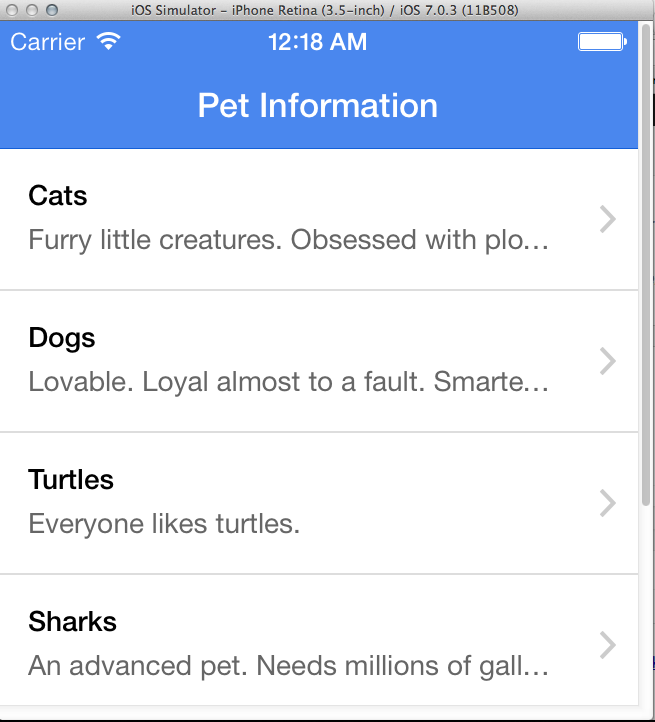 iOS Simulator - iPhone Retina (3.5-inch) / iOS 7.0.3 (11B508)
Carrier 12:18 AM
Pet Information
Cats
Furry little creatures. Obsessed with plo…
Dogs
Lovable. Loyal almost to a fault. Smarte…
Turtles
Everyone likes turtles.
Sharks
An advanced pet. Needs millions of gall…